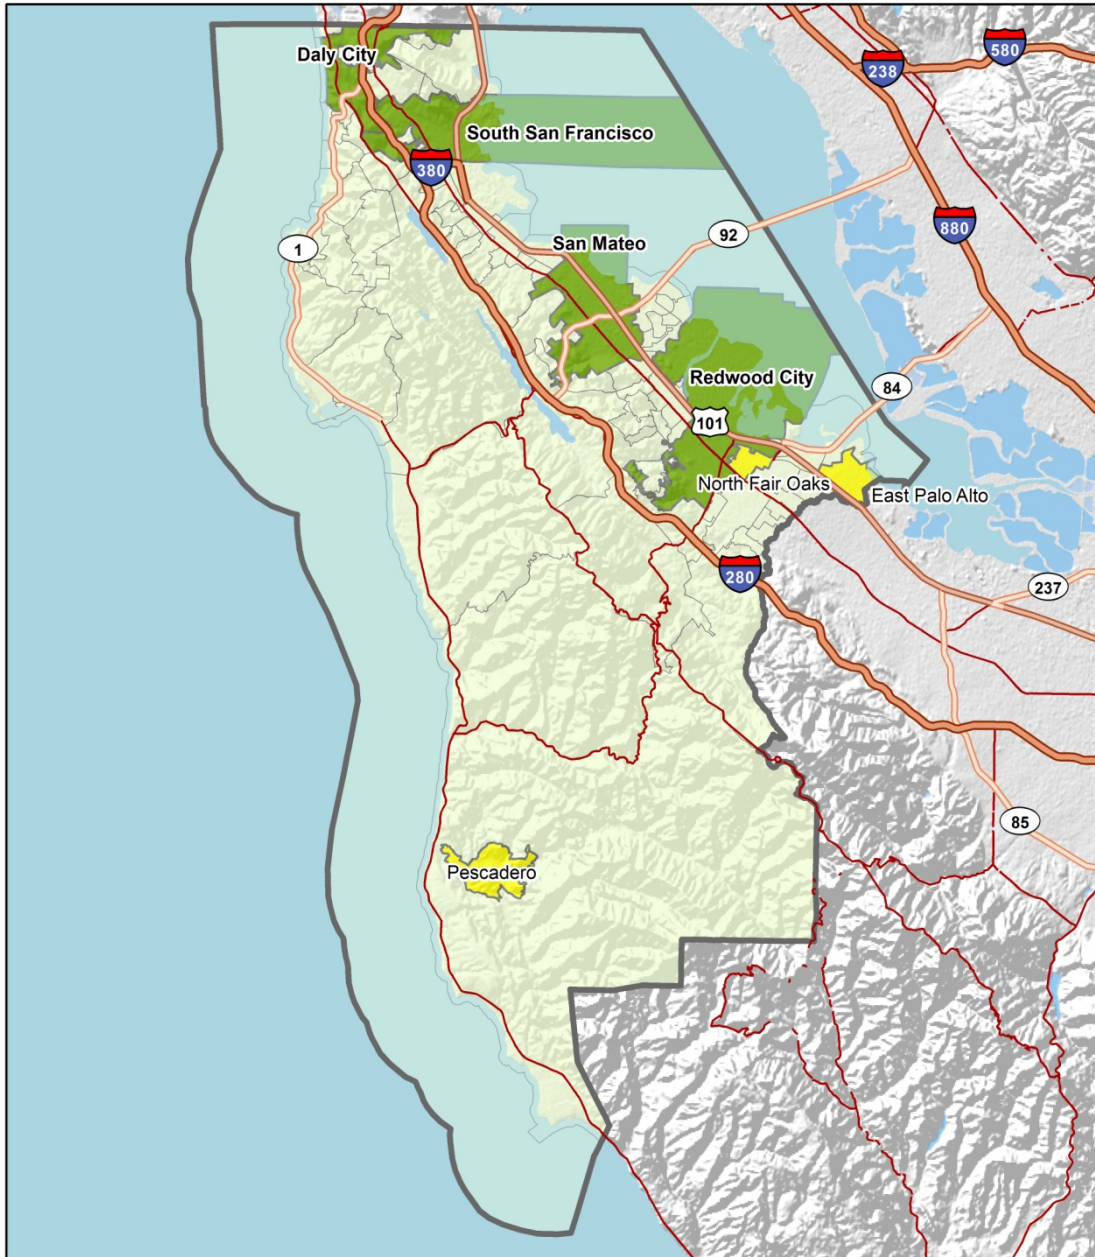 580
238
Daly City
South San Francisco
380
880
92
San Mateo
1
Redwood City
84
101
North Fair Oaks
East Palo Alto
280
237
85
Pescadero